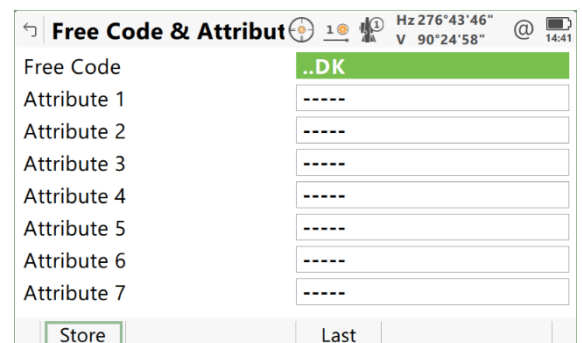 Free Code & Attribut 1 1 Hz 276°43'46" @
V 90°24'58" 14:41
Free Code ..DK
Attribute 1 -----
Attribute 2 -----
Attribute 3 -----
Attribute 4 -----
Attribute 5 -----
Attribute 6 -----
Attribute 7 -----
Store Last